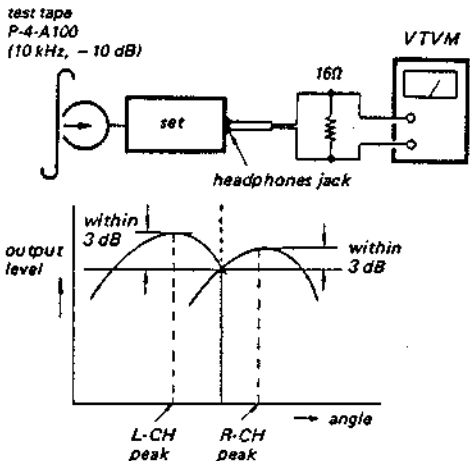 test tape
P-4-A100
(10 kHz, − 10 dB)
VTVM
16Ω
set
headphones jack
within
3 dB
output
level
within
3 dB
angle
L-CH
peak
R-CH
peak